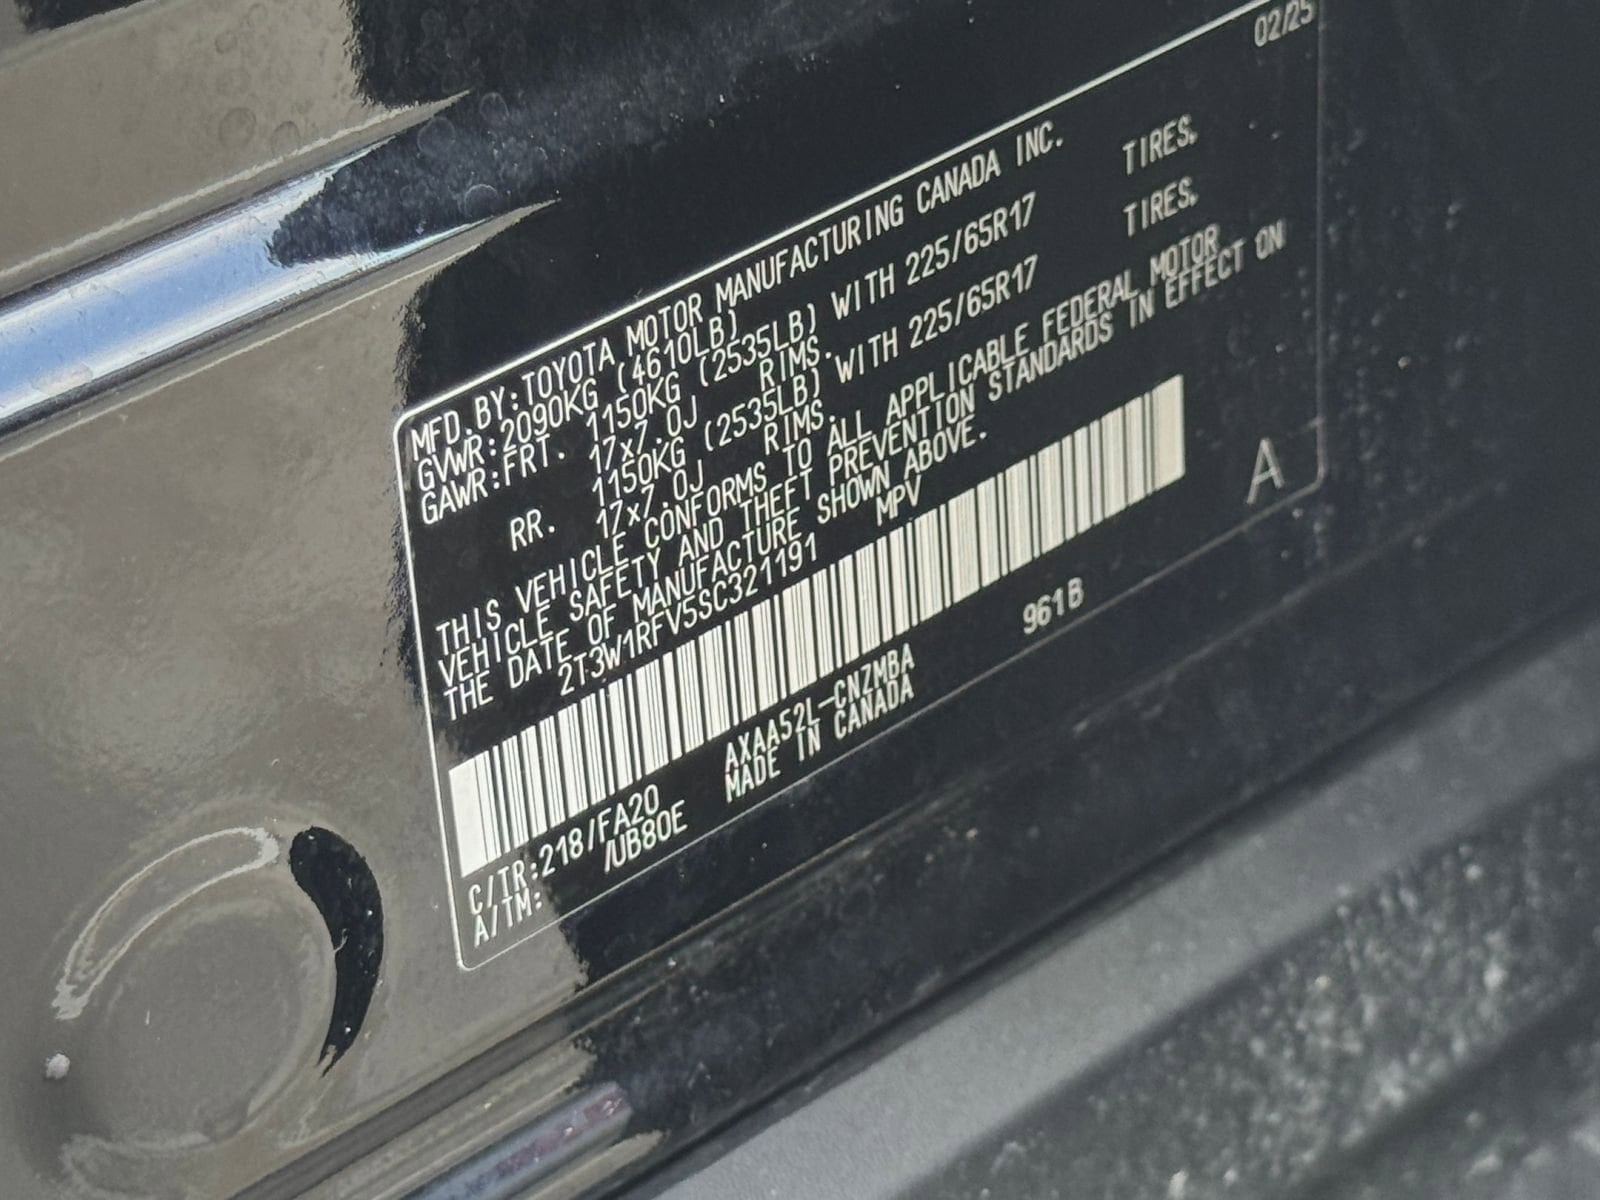 MFD.BY:TOYOTA MOTOR MANUFACTURING CANADA INC. 02/25
GVWR:2090KG (4610LB)
GAWR:FRT. 1150KG (2535LB) WITH 225/65R17 TIRES,
17x7.0J RIMS.
RR. 1150KG (2535LB) WITH 225/65R17 TIRES,
17x7.0J RIMS.
THIS VEHICLE CONFORMS TO ALL APPLICABLE FEDERAL MOTOR
VEHICLE SAFETY AND THEFT PREVENTION STANDARDS IN EFFECT ON
THE DATE OF MANUFACTURE SHOWN ABOVE.
2T3W1RFV5SC321191 MPV
A
C/TR:218/FA20 AXAA52L-CNZMBA 961B
A/TM: /UB80E MADE IN CANADA